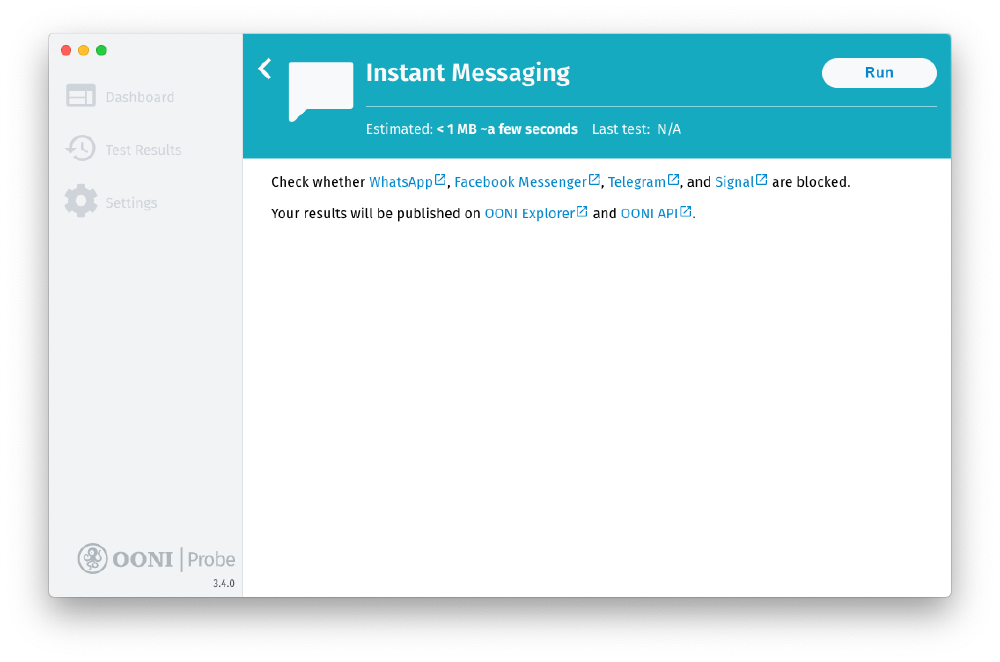 Dashboard
Test Results
Settings
OONI Probe
3.4.0
Instant Messaging
Run
Estimated: < 1 MB ~a few seconds Last test: N/A
Check whether WhatsApp, Facebook Messenger, Telegram, and Signal are blocked.
Your results will be published on OONI Explorer and OONI API.